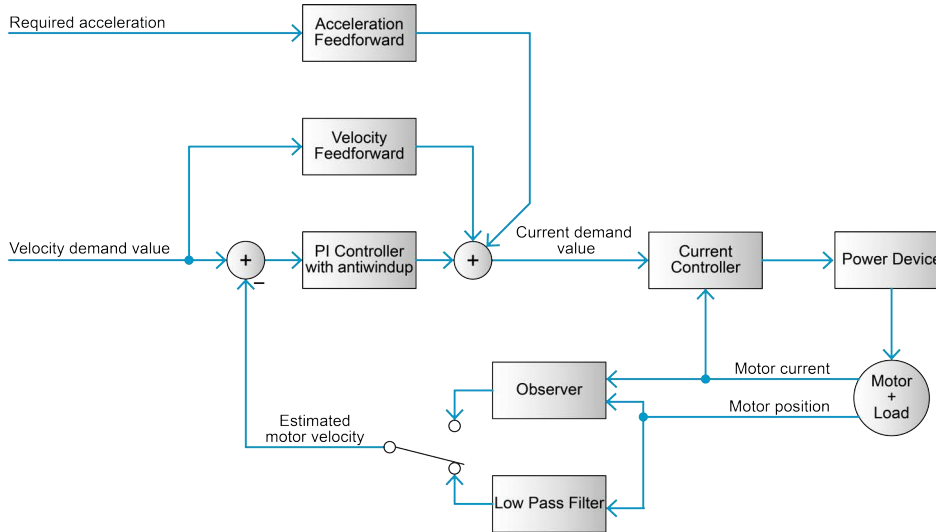 Required acceleration
Acceleration
Feedforward
Velocity
Feedforward
Velocity demand value
+
–
PI Controller
with antiwindup
+
Current demand
value
Current
Controller
Power Device
Motor current
Motor position
Motor
+
Load
Observer
Estimated
motor velocity
Low Pass Filter